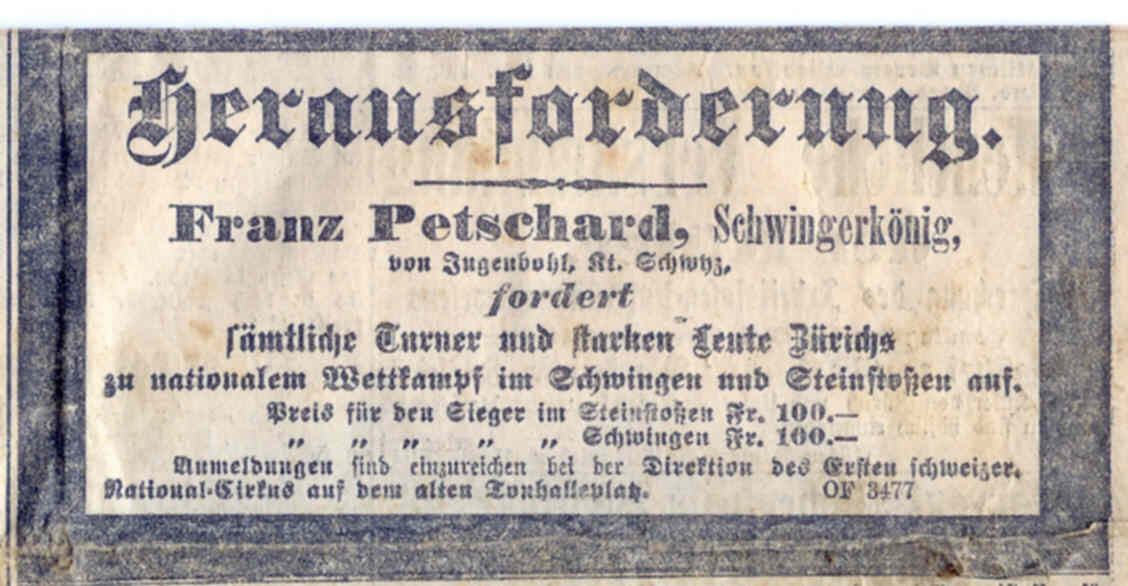 Herausforderung.
Franz Petschard, Schwingerkönig,
von Ingenbohl, Kt. Schwyz,
fordert
sämtliche Turner und starken Leute Zürichs
zu nationalem Wettkampf im Schwingen und Steinstoßen auf.
Preis für den Sieger im Steinstoßen Fr. 100.—
„ „ „ „ „ Schwingen Fr. 100.—
Anmeldungen sind einzureichen bei der Direktion des Ersten schweizer.
National-Cirkus auf dem alten Tonhalleplatz. OF 3477